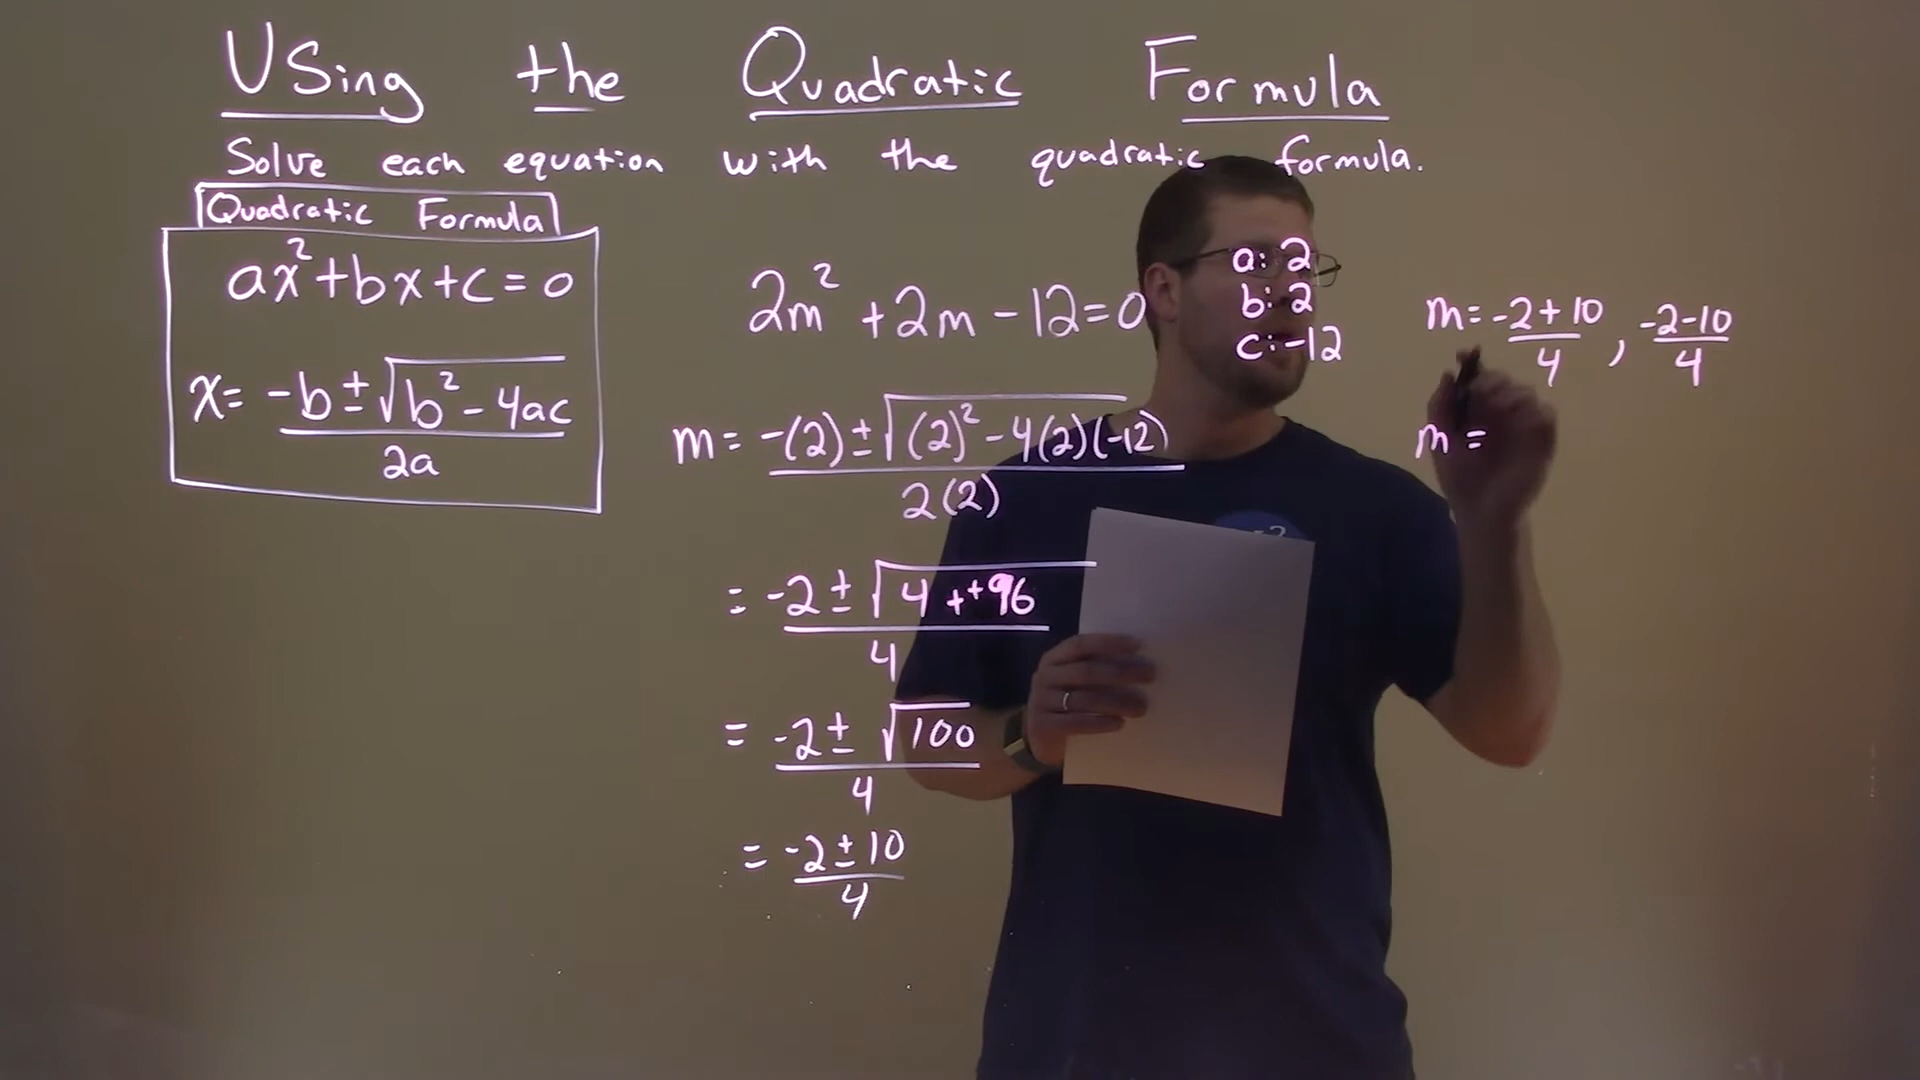 Using the Quadratic Formula
Solve each equation with the quadratic formula.
Quadratic Formula
ax²+bx+c=0
x= -b±√b²-4ac
2a
2m²+2m-12=0
a: 2
b: 2
c: -12
m= -(2)±√(2)²-4(2)(-12)
2(2)
= -2±√4++96
4
= -2±√100
4
= -2±10
4
m= -2+10 , -2-10
4 4
m =